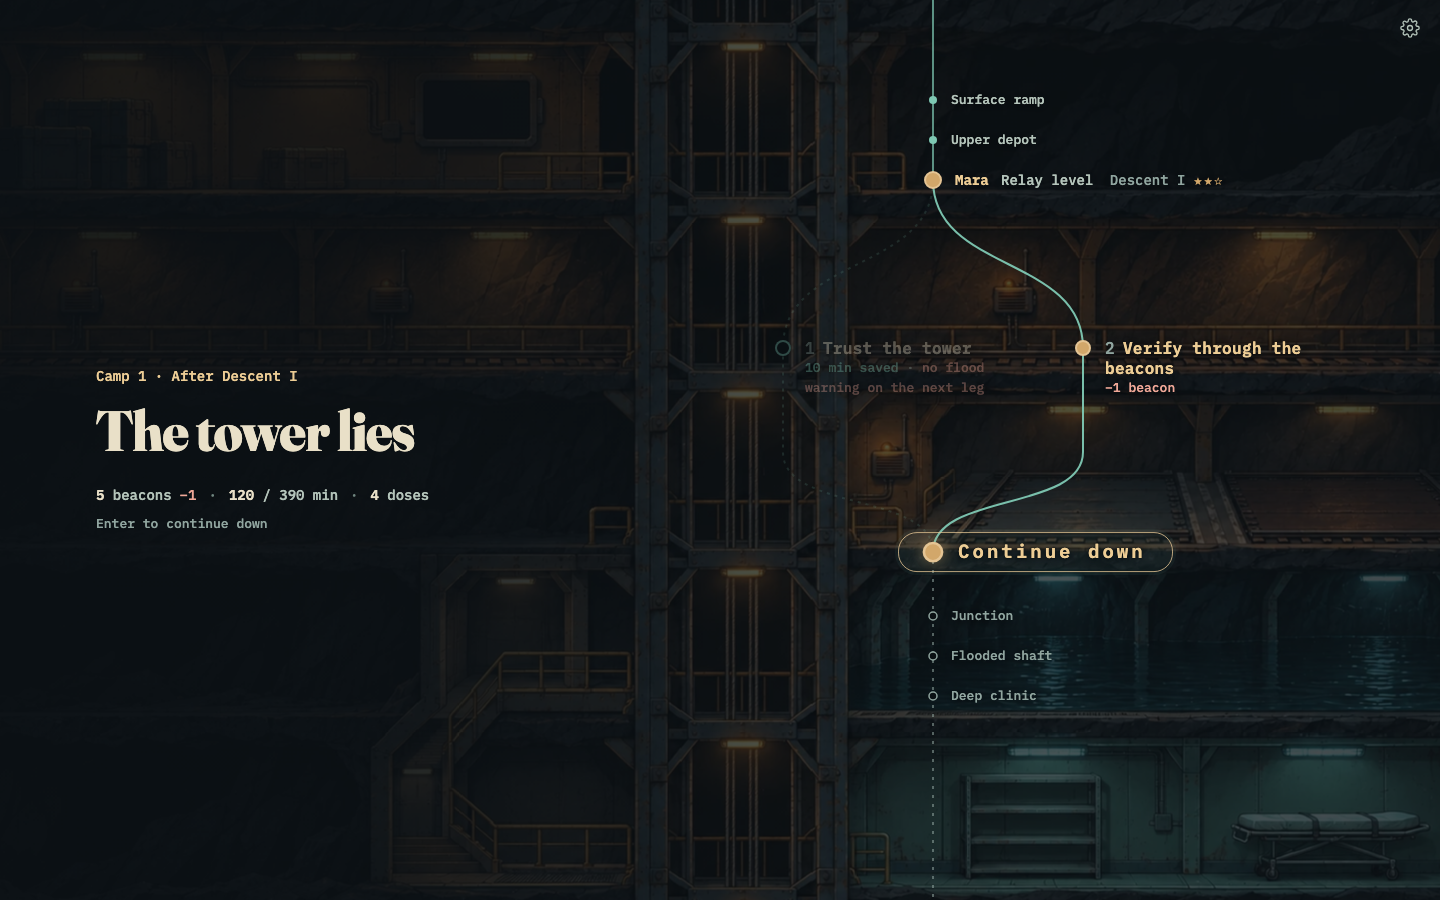 Surface ramp
Upper depot
Mara Relay level Descent I ★★☆
1 Trust the tower
10 min saved · no flood
warning on the next leg
2 Verify through the
beacons
−1 beacon
Camp 1 · After Descent I
The tower lies
5 beacons −1 · 120 / 390 min · 4 doses
Enter to continue down
Continue down
Junction
Flooded shaft
Deep clinic